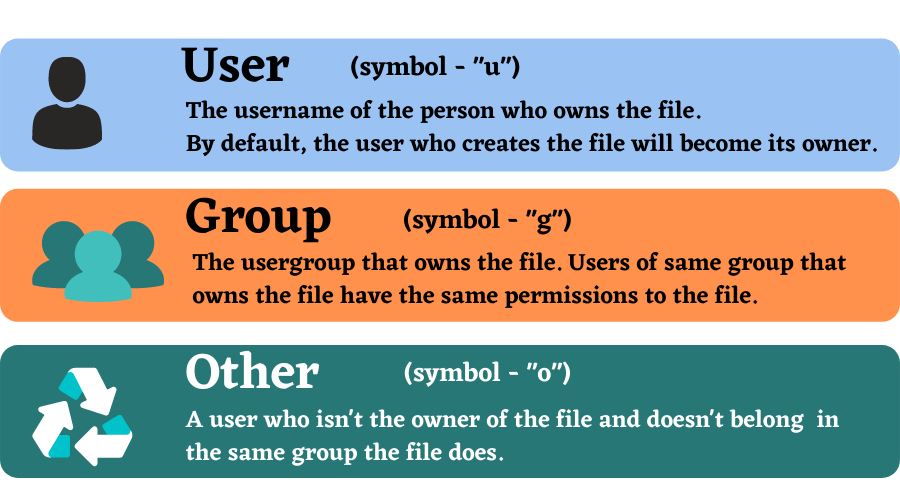 User (symbol - "u")
The username of the person who owns the file.
By default, the user who creates the file will become its owner.
Group (symbol - "g")
The usergroup that owns the file. Users of same group that
owns the file have the same permissions to the file.
Other (symbol - "o")
A user who isn't the owner of the file and doesn't belong in
the same group the file does.